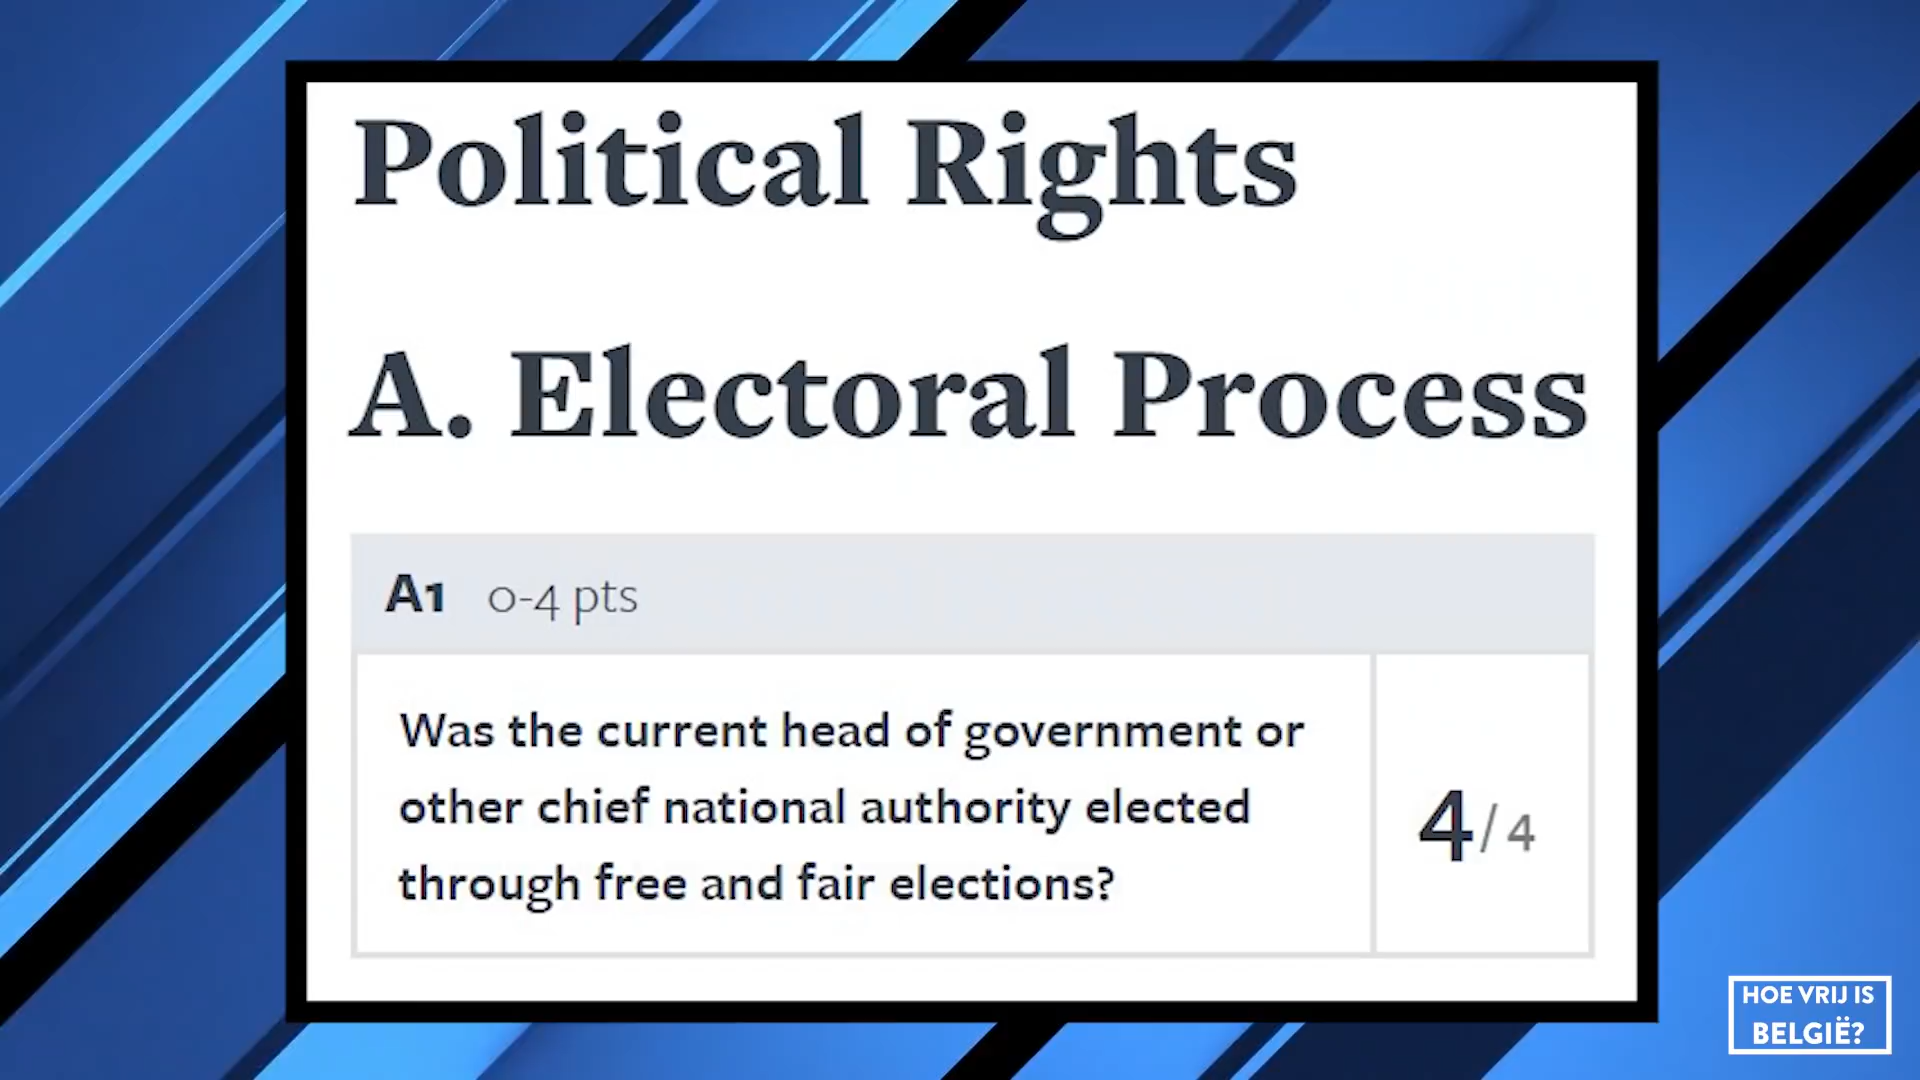 Political Rights
A. Electoral Process
A1 0-4 pts
Was the current head of government or
other chief national authority elected
through free and fair elections?
4/4
HOE VRIJ IS
BELGIË?